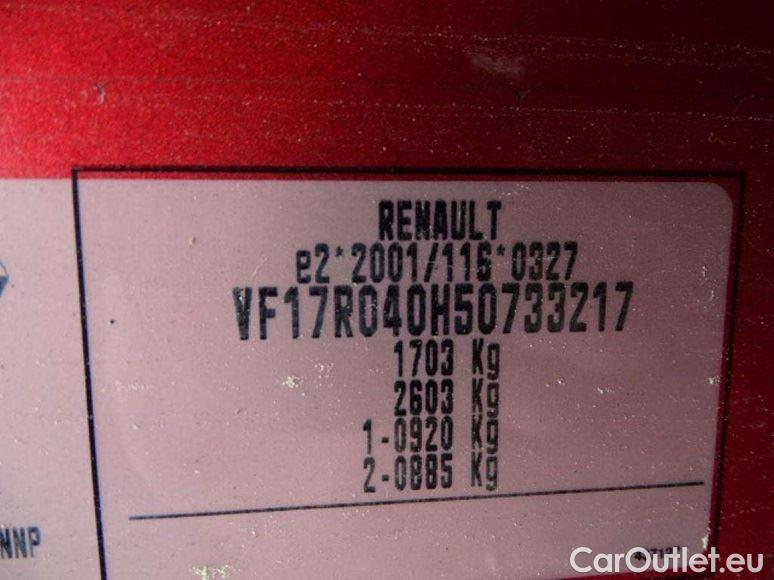 RENAULT
e2*2001/116*0327
VF17R040H50733217
1703 Kg
2603 Kg
1-0920 Kg
2-0885 Kg
NNP
CarOutlet.eu